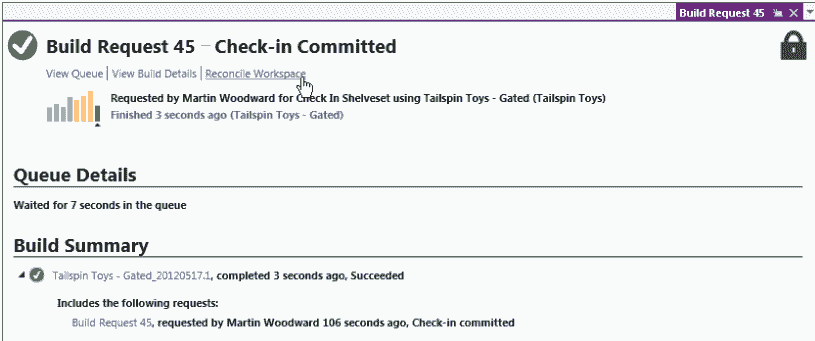 Build Request 45
Build Request 45 – Check-in Committed
View Queue | View Build Details | Reconcile Workspace
Requested by Martin Woodward for Check In Shelveset using Tailspin Toys - Gated (Tailspin Toys)
Finished 3 seconds ago (Tailspin Toys - Gated)
Queue Details
Waited for 7 seconds in the queue
Build Summary
Tailspin Toys - Gated_20120517.1, completed 3 seconds ago, Succeeded
Includes the following requests:
Build Request 45, requested by Martin Woodward 106 seconds ago, Check-in committed